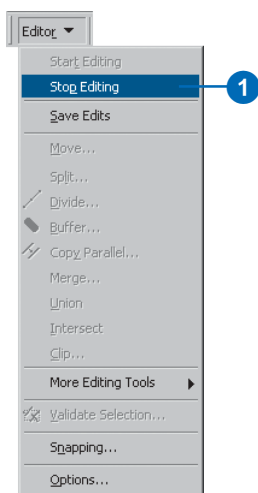 Editor
Start Editing
Stop Editing
1
Save Edits
Move...
Split...
Divide...
Buffer...
Copy Parallel...
Merge...
Union
Intersect
Clip...
More Editing Tools
Validate Selection...
Snapping...
Options...